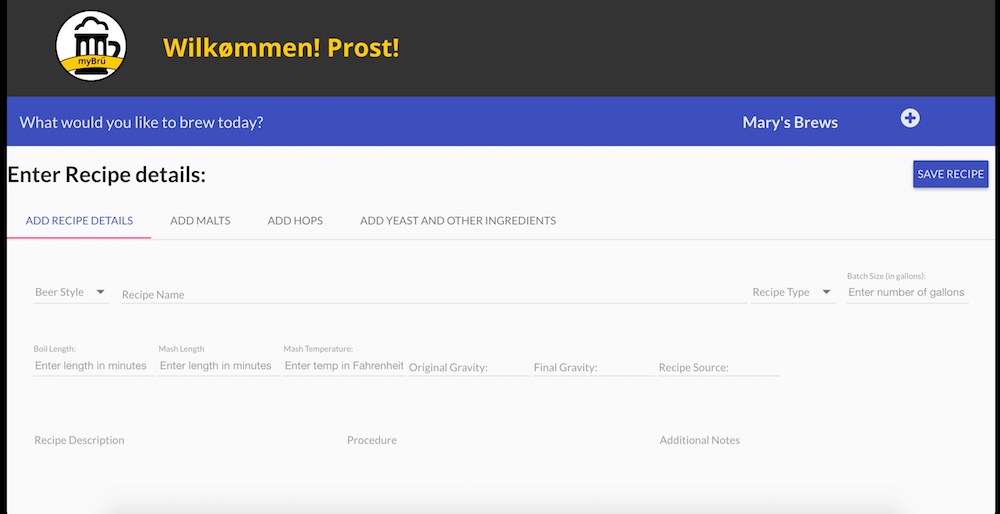 myBrü
Wilkømmen! Prost!
What would you like to brew today?
Mary's Brews
Enter Recipe details:
SAVE RECIPE
ADD RECIPE DETAILS
ADD MALTS
ADD HOPS
ADD YEAST AND OTHER INGREDIENTS
Beer Style
Recipe Name
Recipe Type
Batch Size (in gallons):
Enter number of gallons
Boil Length:
Enter length in minutes
Mash Length
Enter length in minutes
Mash Temperature:
Enter temp in Fahrenheit
Original Gravity:
Final Gravity:
Recipe Source:
Recipe Description
Procedure
Additional Notes